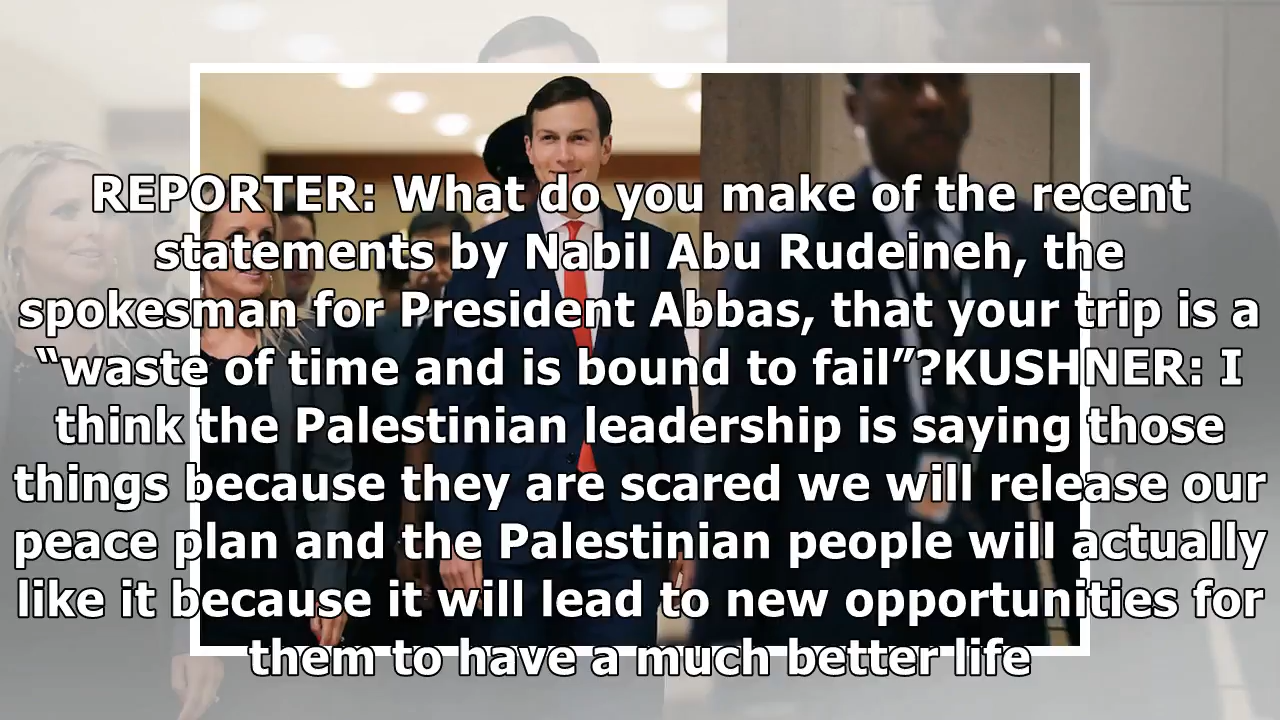 REPORTER: What do you make of the recent
statements by Nabil Abu Rudeineh, the
spokesman for President Abbas, that your trip is a
“waste of time and is bound to fail”?KUSHNER: I
think the Palestinian leadership is saying those
things because they are scared we will release our
peace plan and the Palestinian people will actually
like it because it will lead to new opportunities for
them to have a much better life